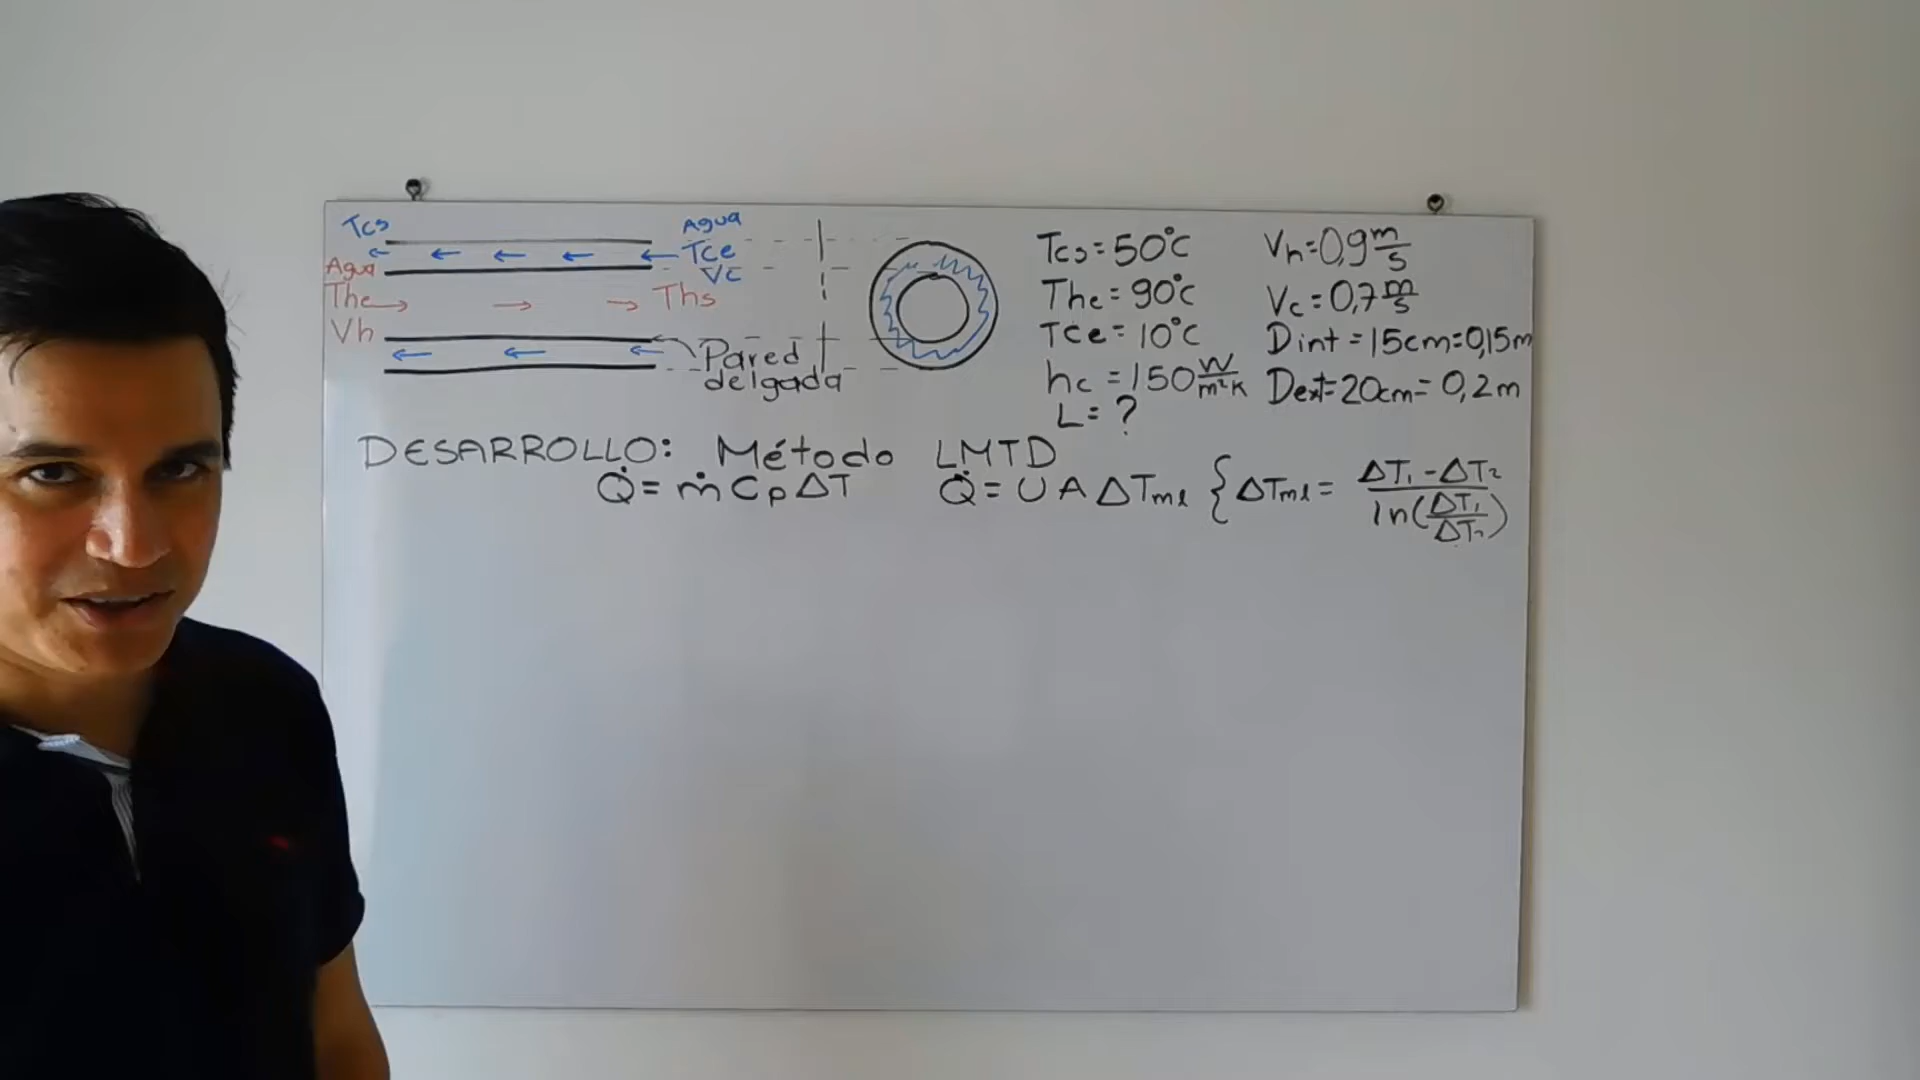 Tcs
Agua
Tce
Vc
Agua
The
Ths
Vh
Pared
delgada
Tcs = 50°C
The = 90°C
Tce = 10°C
hc = 150 W/m²K
L = ?
Vh = 0,9 m/s
Vc = 0,7 m/s
Dint = 15cm = 0,15m
Dext = 20cm = 0,2m
DESARROLLO: Método LMTD
Q̇ = ṁ Cp ΔT
Q̇ = U A ΔTml { ΔTml = (ΔT₁ - ΔT₂) / ln(ΔT₁/ΔT₂)